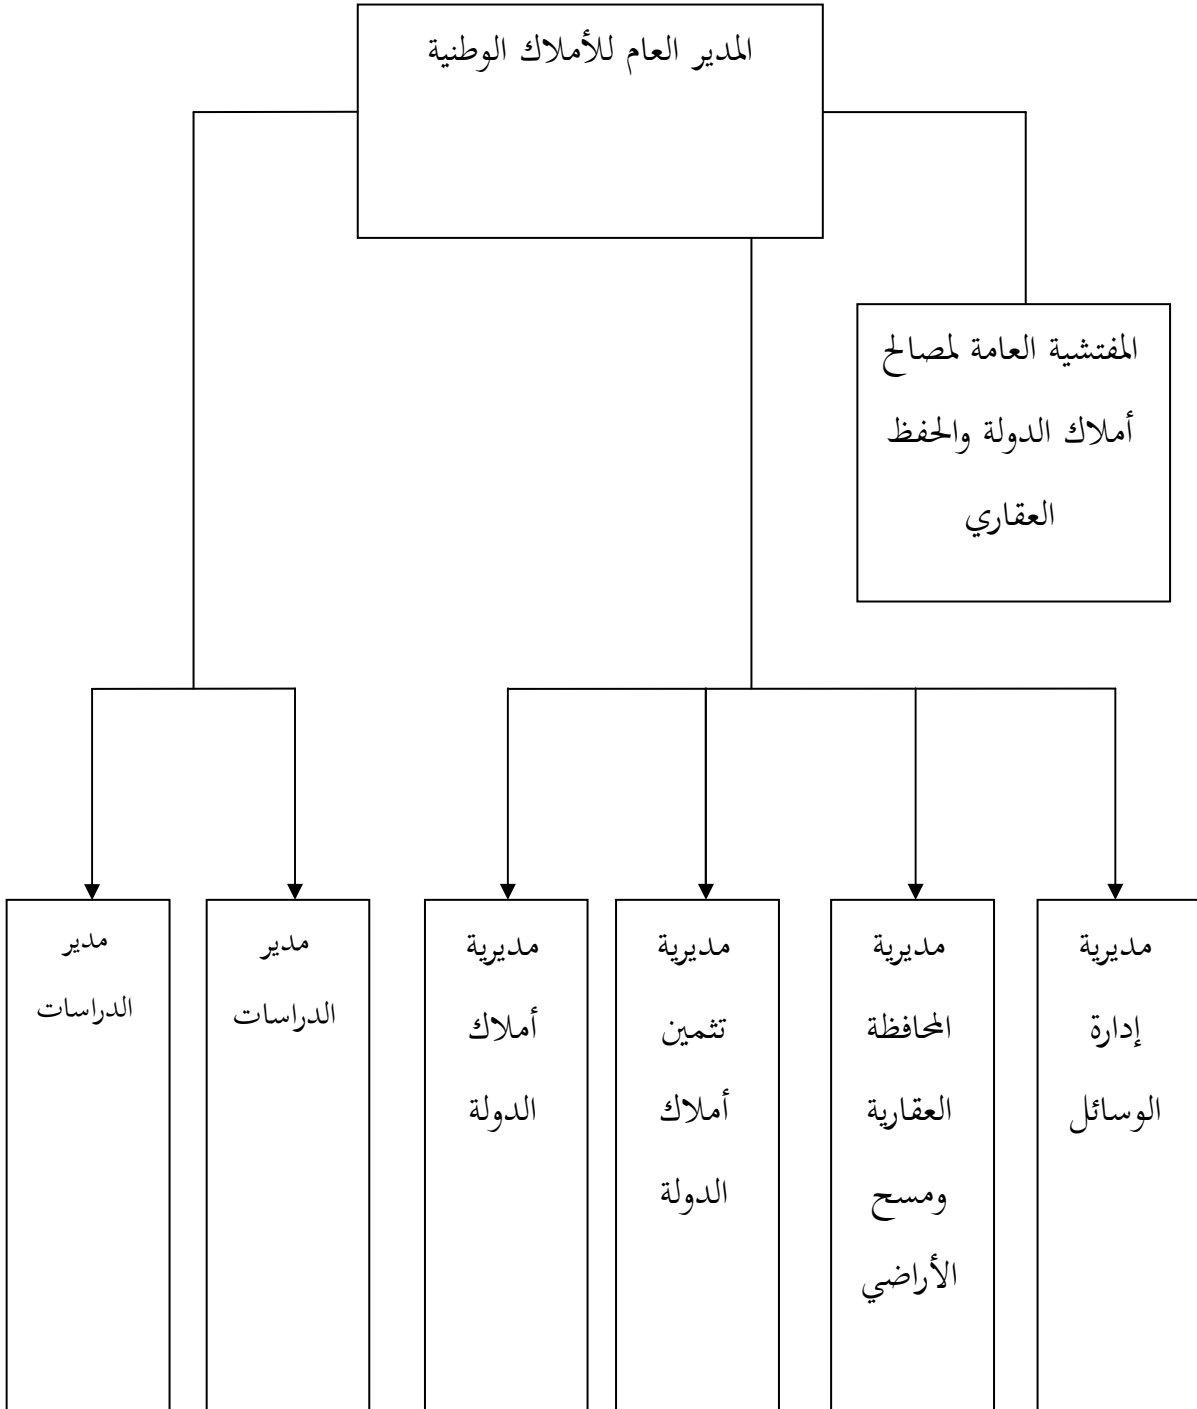 المدير العام للأملاك الوطنية
المفتشية العامة لمصالح
أملاك الدولة والحفظ
العقاري
مديرية
إدارة
الوسائل
مديرية
المحافظة
العقارية
ومسح
الأراضي
مديرية
تثمين
أملاك
الدولة
مديرية
أملاك
الدولة
مدير
الدراسات
مدير
الدراسات